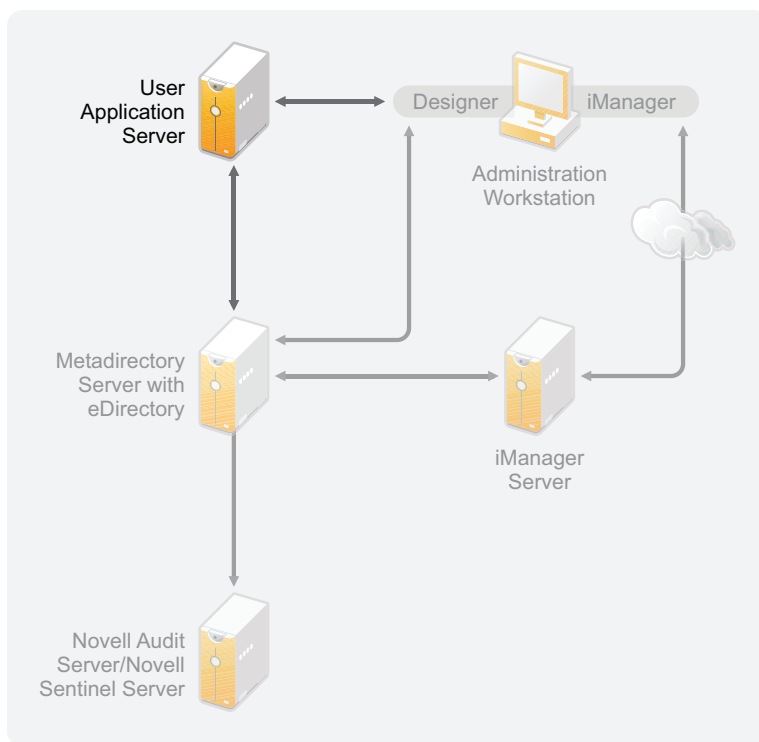 User
Application
Server
Designer
iManager
Administration
Workstation
Metadirectory
Server with
eDirectory
iManager
Server
Novell Audit
Server/Novell
Sentinel Server